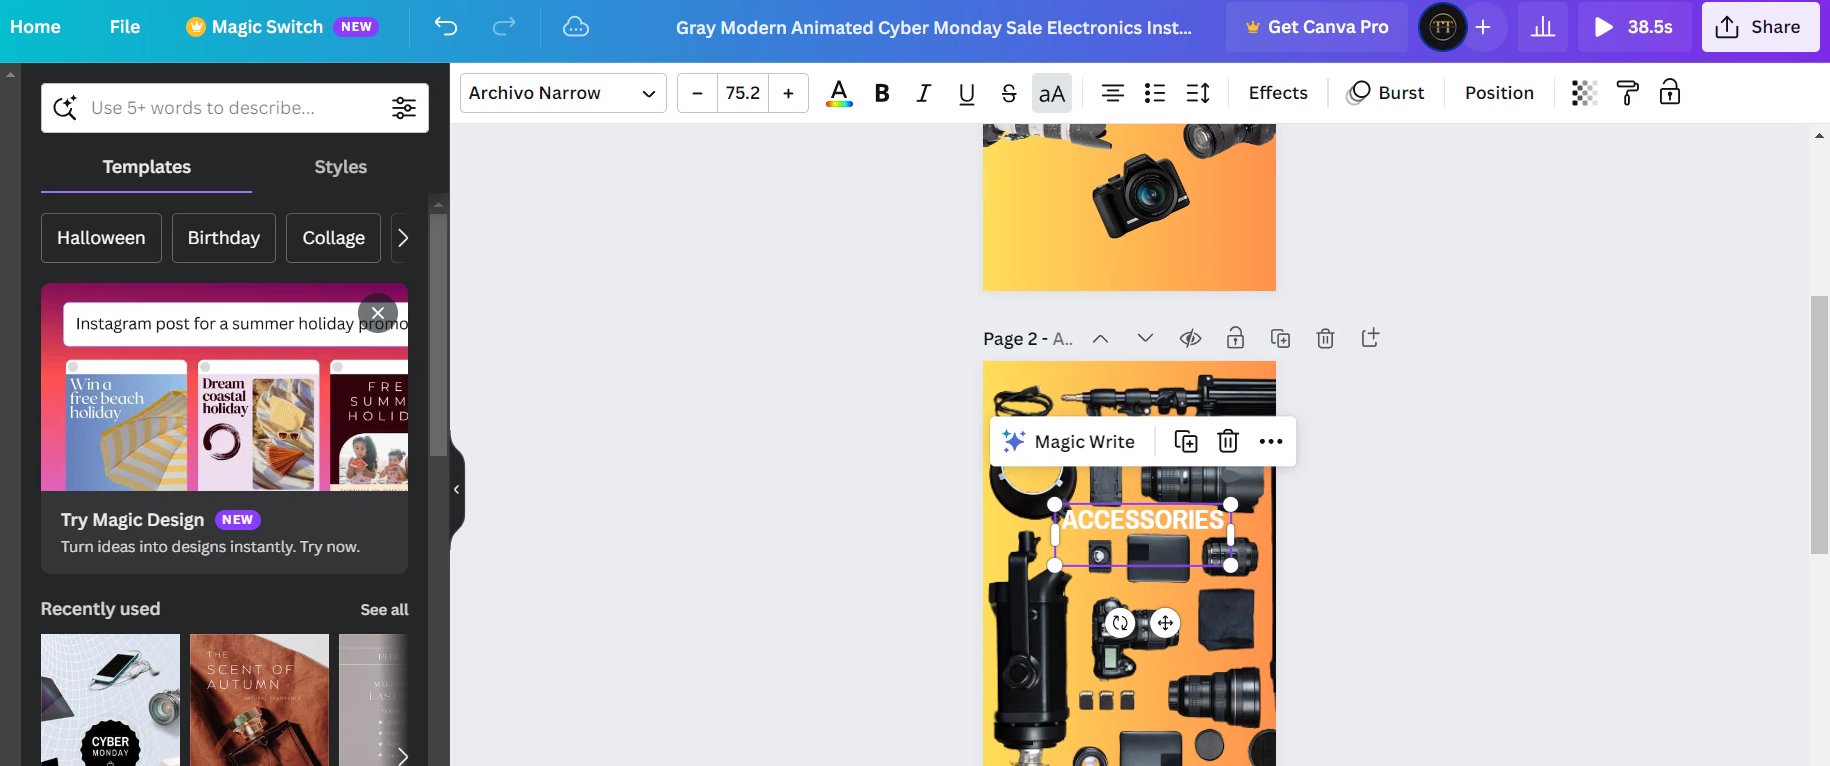 Home
File
Magic Switch
NEW
Gray Modern Animated Cyber Monday Sale Electronics Inst...
Get Canva Pro
TT
38.5s
Share
Use 5+ words to describe...
Templates
Styles
Halloween
Birthday
Collage
Instagram post for a summer holiday promo
Win a
free beach
holiday
Dream
coastal
holiday
FRE
SUMM
HOLID
Try Magic Design
NEW
Turn ideas into designs instantly. Try now.
Recently used
See all
CYBER
MONDAY
THE
SCENT OF
AUTUMN
Archivo Narrow
–
75.2
+
A
B
I
U
S
aA
Effects
Burst
Position
Page 2 - A..
Magic Write
ACCESSORIES